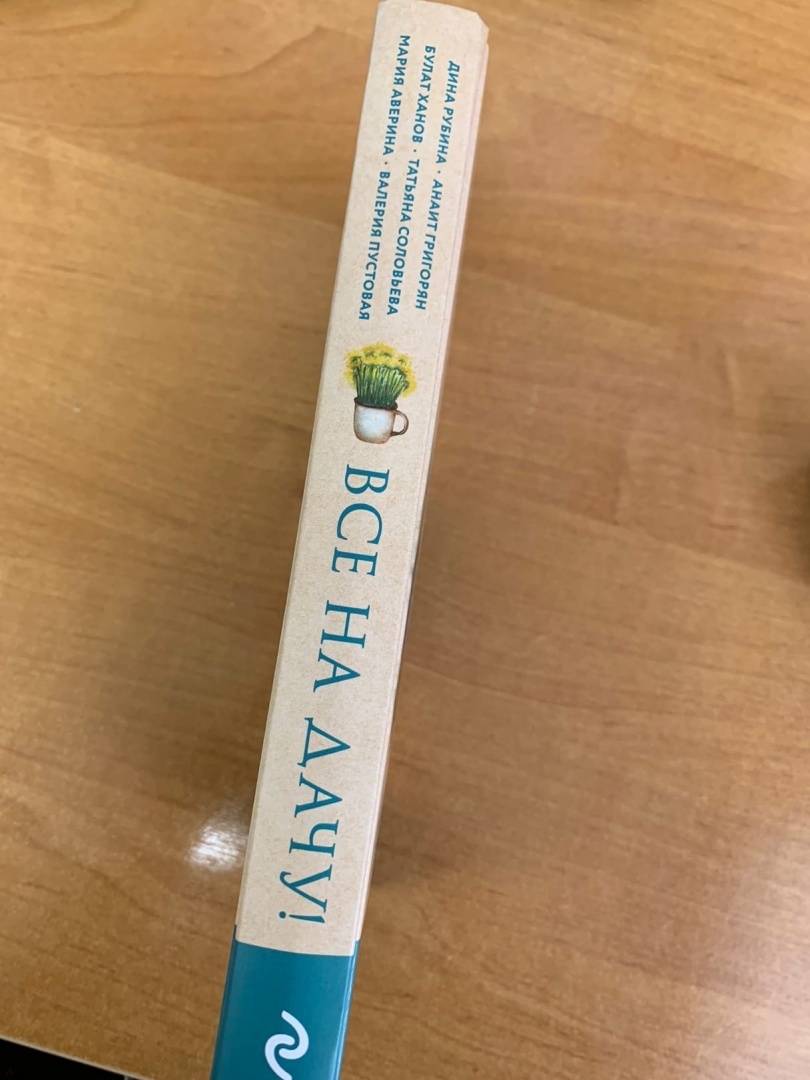 ДИНА РУБИНА · АНАИТ ГРИГОРЯН
БУЛАТ ХАНОВ · ТАТЬЯНА СОЛОВЬЕВА
МАРИЯ АВЕРИНА · ВАЛЕРИЯ ПУСТОВАЯ
ВСЕ НА ДАЧУ!